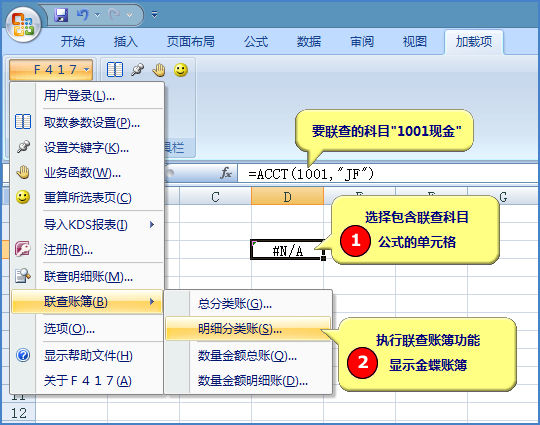 开始 插入 页面布局 公式 数据 审阅 视图 加载项
F417
用户登录(L)...
取数参数设置(P)...
设置关键字(K)...
业务函数(W)...
重算所选表页(C)
导入KDS报表(I)
注册(R)...
联查明细账(M)...
联查账簿(B)
选项(O)...
显示帮助文件(H)
关于F417(A)
具栏
要联查的科目"1001现金"
fx =ACCT(1001,"JF")
C D G
选择包含联查科目
公式的单元格
1
#N/A
总分类账(G)...
明细分类账(S)...
数量金额总账(Q)...
数量金额明细账(D)...
执行联查账簿功能
显示金蝶账簿
2
12